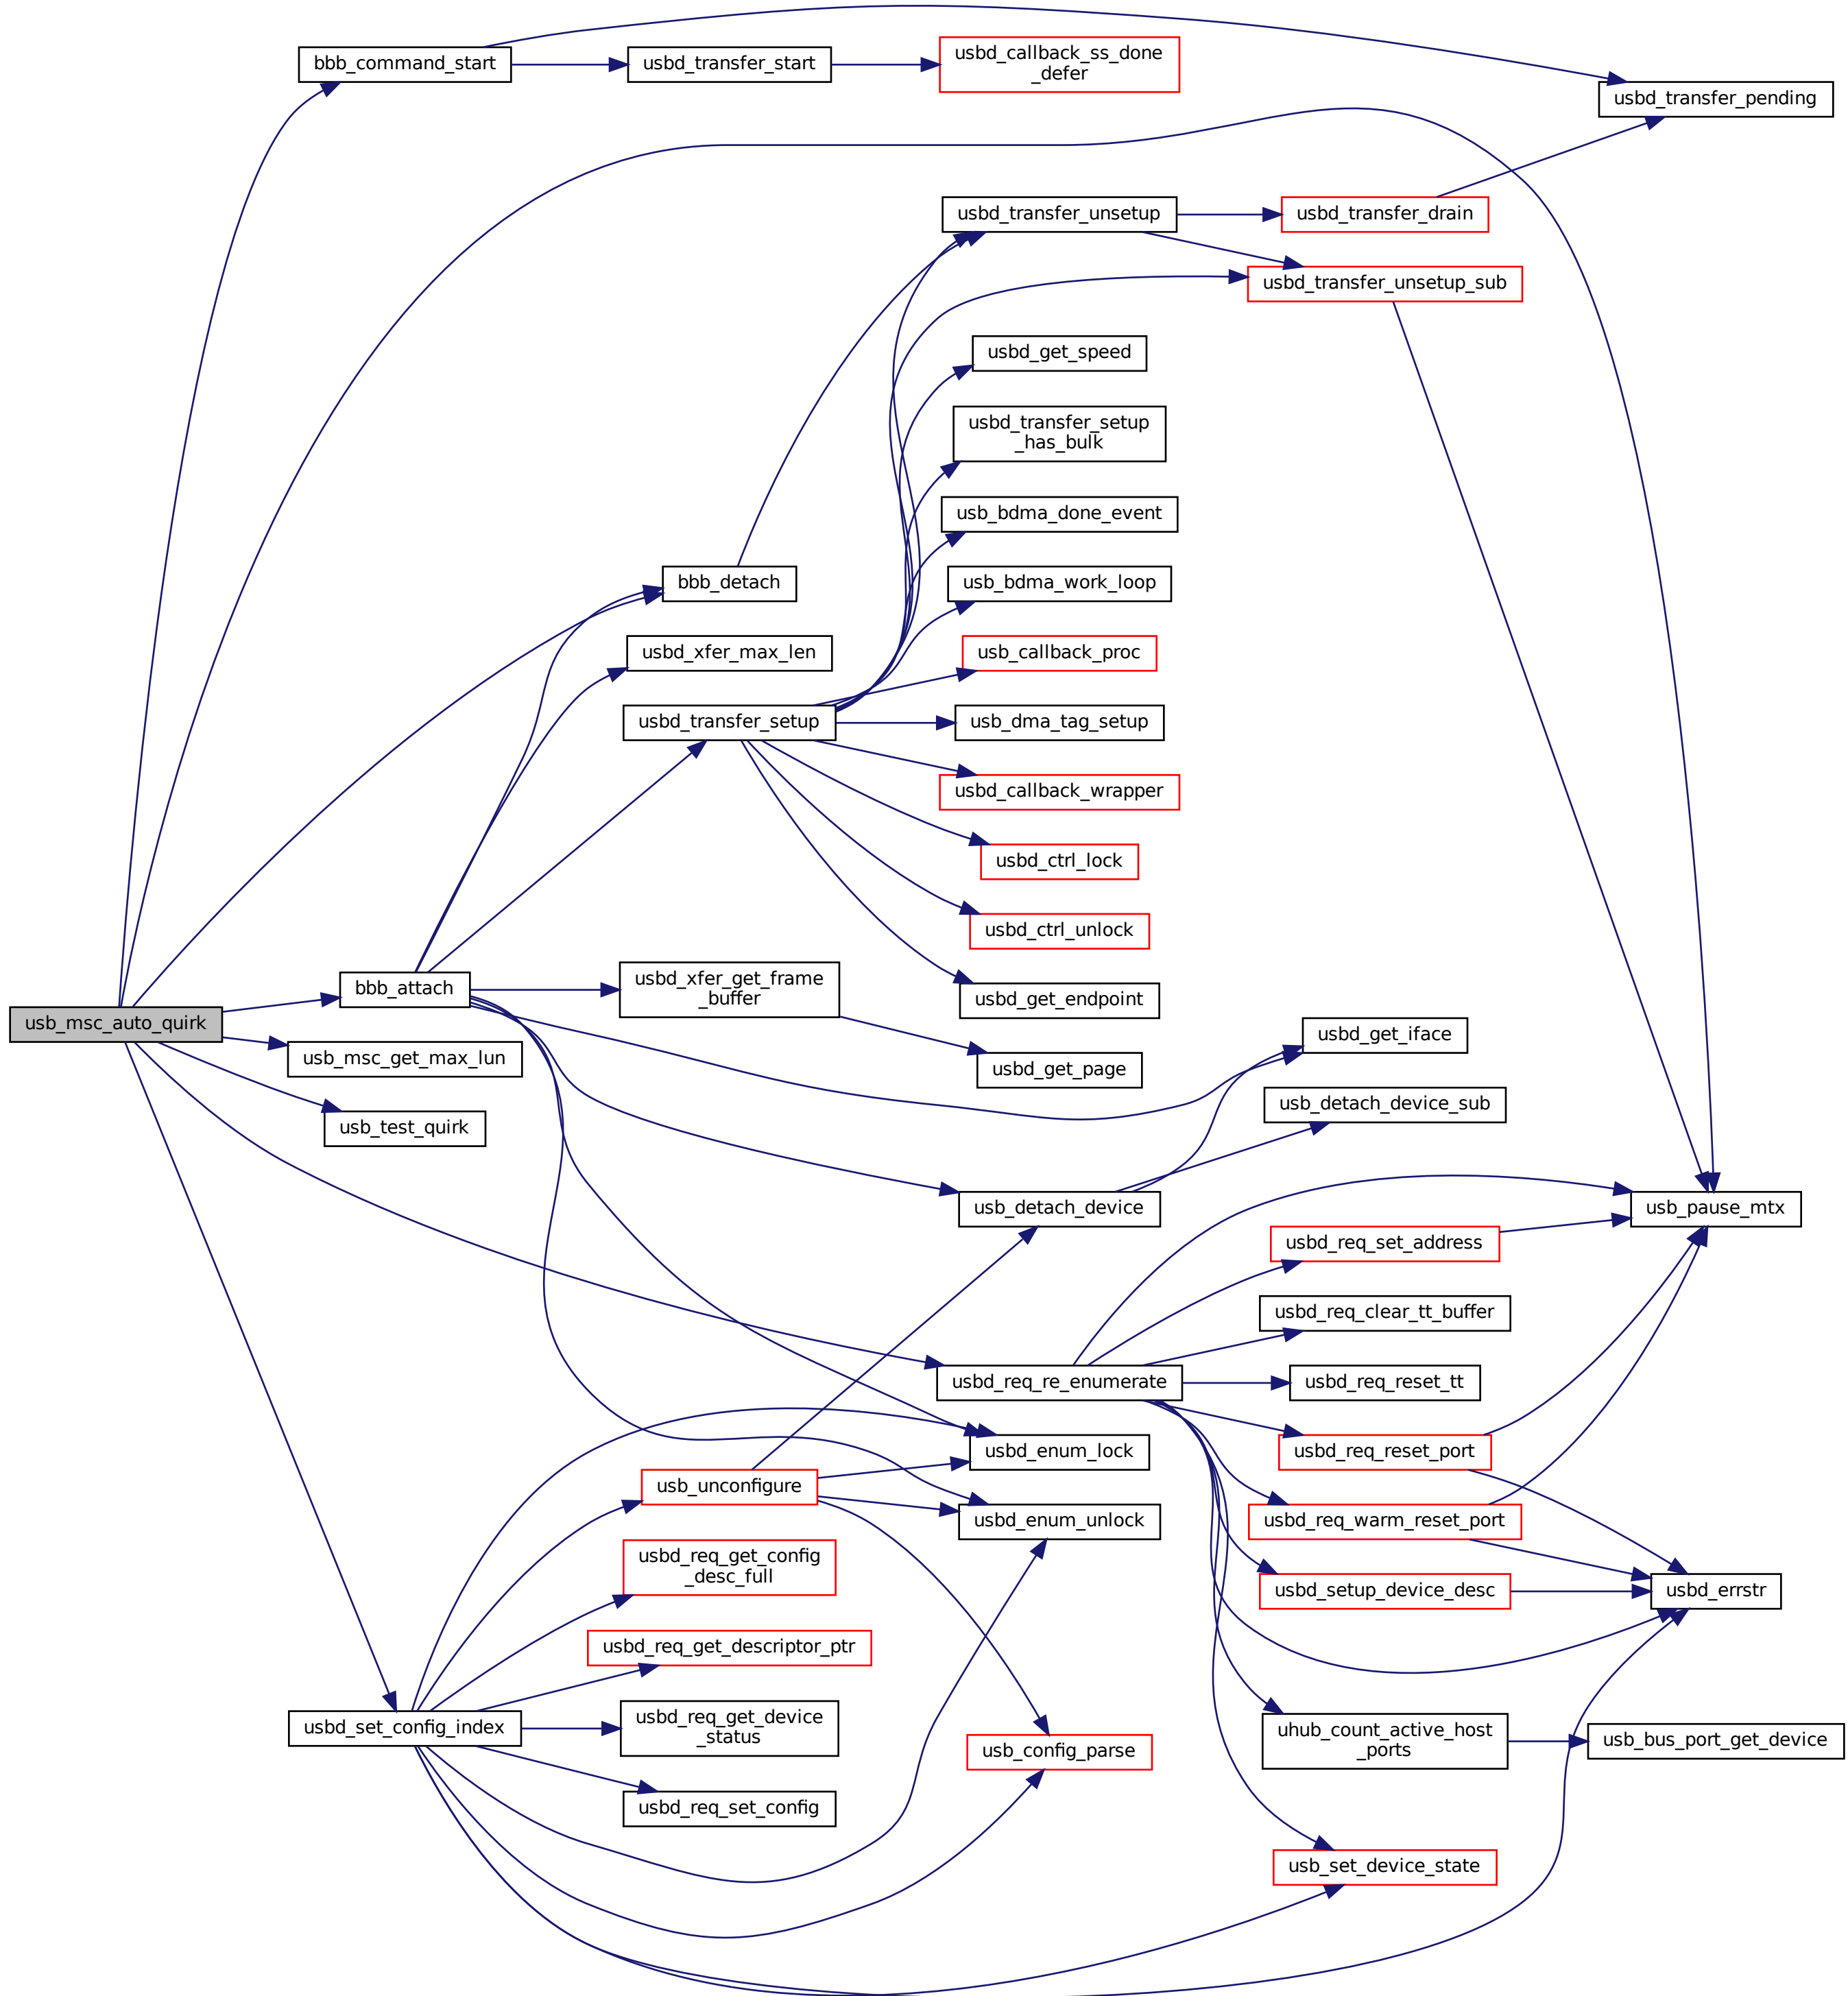 bbb_command_start
usbd_transfer_start
usbd_callback_ss_done
_defer
usbd_transfer_pending
usbd_transfer_unsetup
usbd_transfer_drain
usbd_transfer_unsetup_sub
usbd_get_speed
usbd_transfer_setup
_has_bulk
usb_bdma_done_event
bbb_detach
usb_bdma_work_loop
usbd_xfer_max_len
usb_callback_proc
usbd_transfer_setup
usb_dma_tag_setup
usbd_callback_wrapper
usbd_ctrl_lock
usbd_ctrl_unlock
bbb_attach
usbd_xfer_get_frame
_buffer
usbd_get_endpoint
usb_msc_auto_quirk
usbd_get_iface
usb_msc_get_max_lun
usbd_get_page
usb_detach_device_sub
usb_test_quirk
usb_detach_device
usb_pause_mtx
usbd_req_set_address
usbd_req_clear_tt_buffer
usbd_req_re_enumerate
usbd_req_reset_tt
usbd_enum_lock
usbd_req_reset_port
usb_unconfigure
usbd_enum_unlock
usbd_req_warm_reset_port
usbd_req_get_config
_desc_full
usbd_setup_device_desc
usbd_errstr
usbd_req_get_descriptor_ptr
usbd_set_config_index
usbd_req_get_device
_status
uhub_count_active_host
_ports
usb_bus_port_get_device
usb_config_parse
usbd_req_set_config
usb_set_device_state